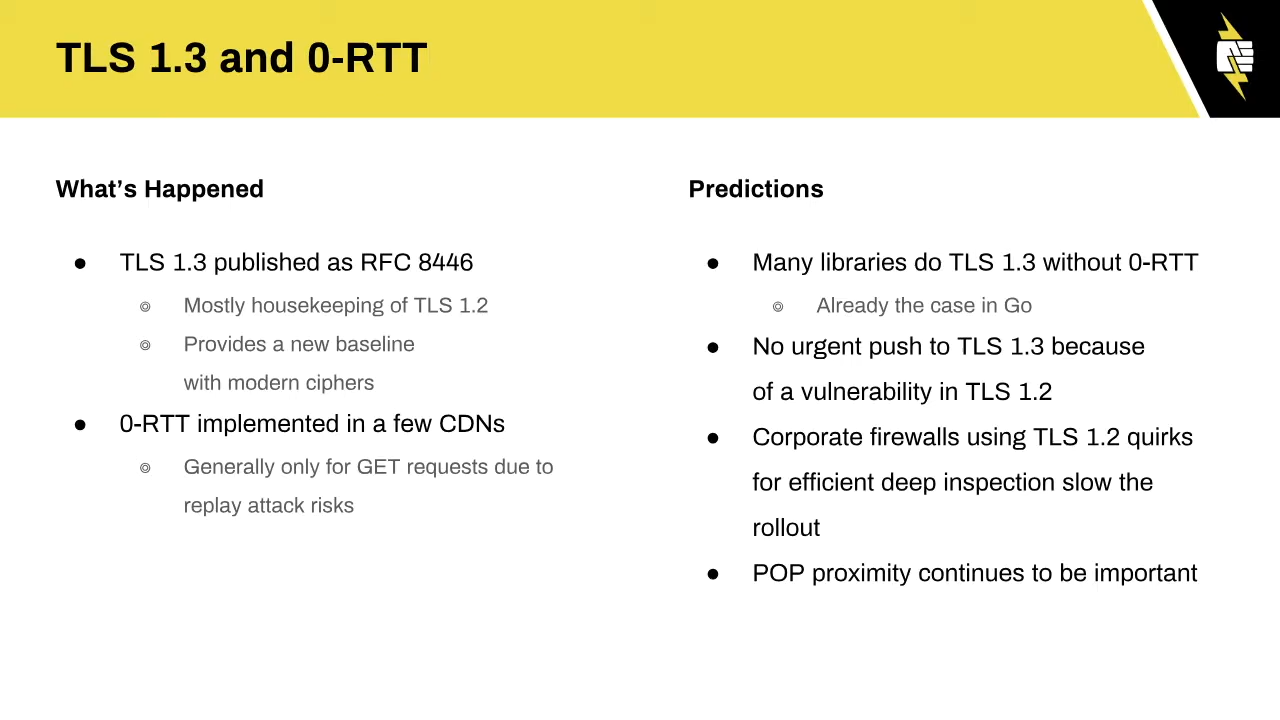 TLS 1.3 and 0-RTT
What’s Happened
● TLS 1.3 published as RFC 8446
◎ Mostly housekeeping of TLS 1.2
◎ Provides a new baseline
with modern ciphers
● 0-RTT implemented in a few CDNs
◎ Generally only for GET requests due to
replay attack risks
Predictions
● Many libraries do TLS 1.3 without 0-RTT
◎ Already the case in Go
● No urgent push to TLS 1.3 because
of a vulnerability in TLS 1.2
● Corporate firewalls using TLS 1.2 quirks
for efficient deep inspection slow the
rollout
● POP proximity continues to be important